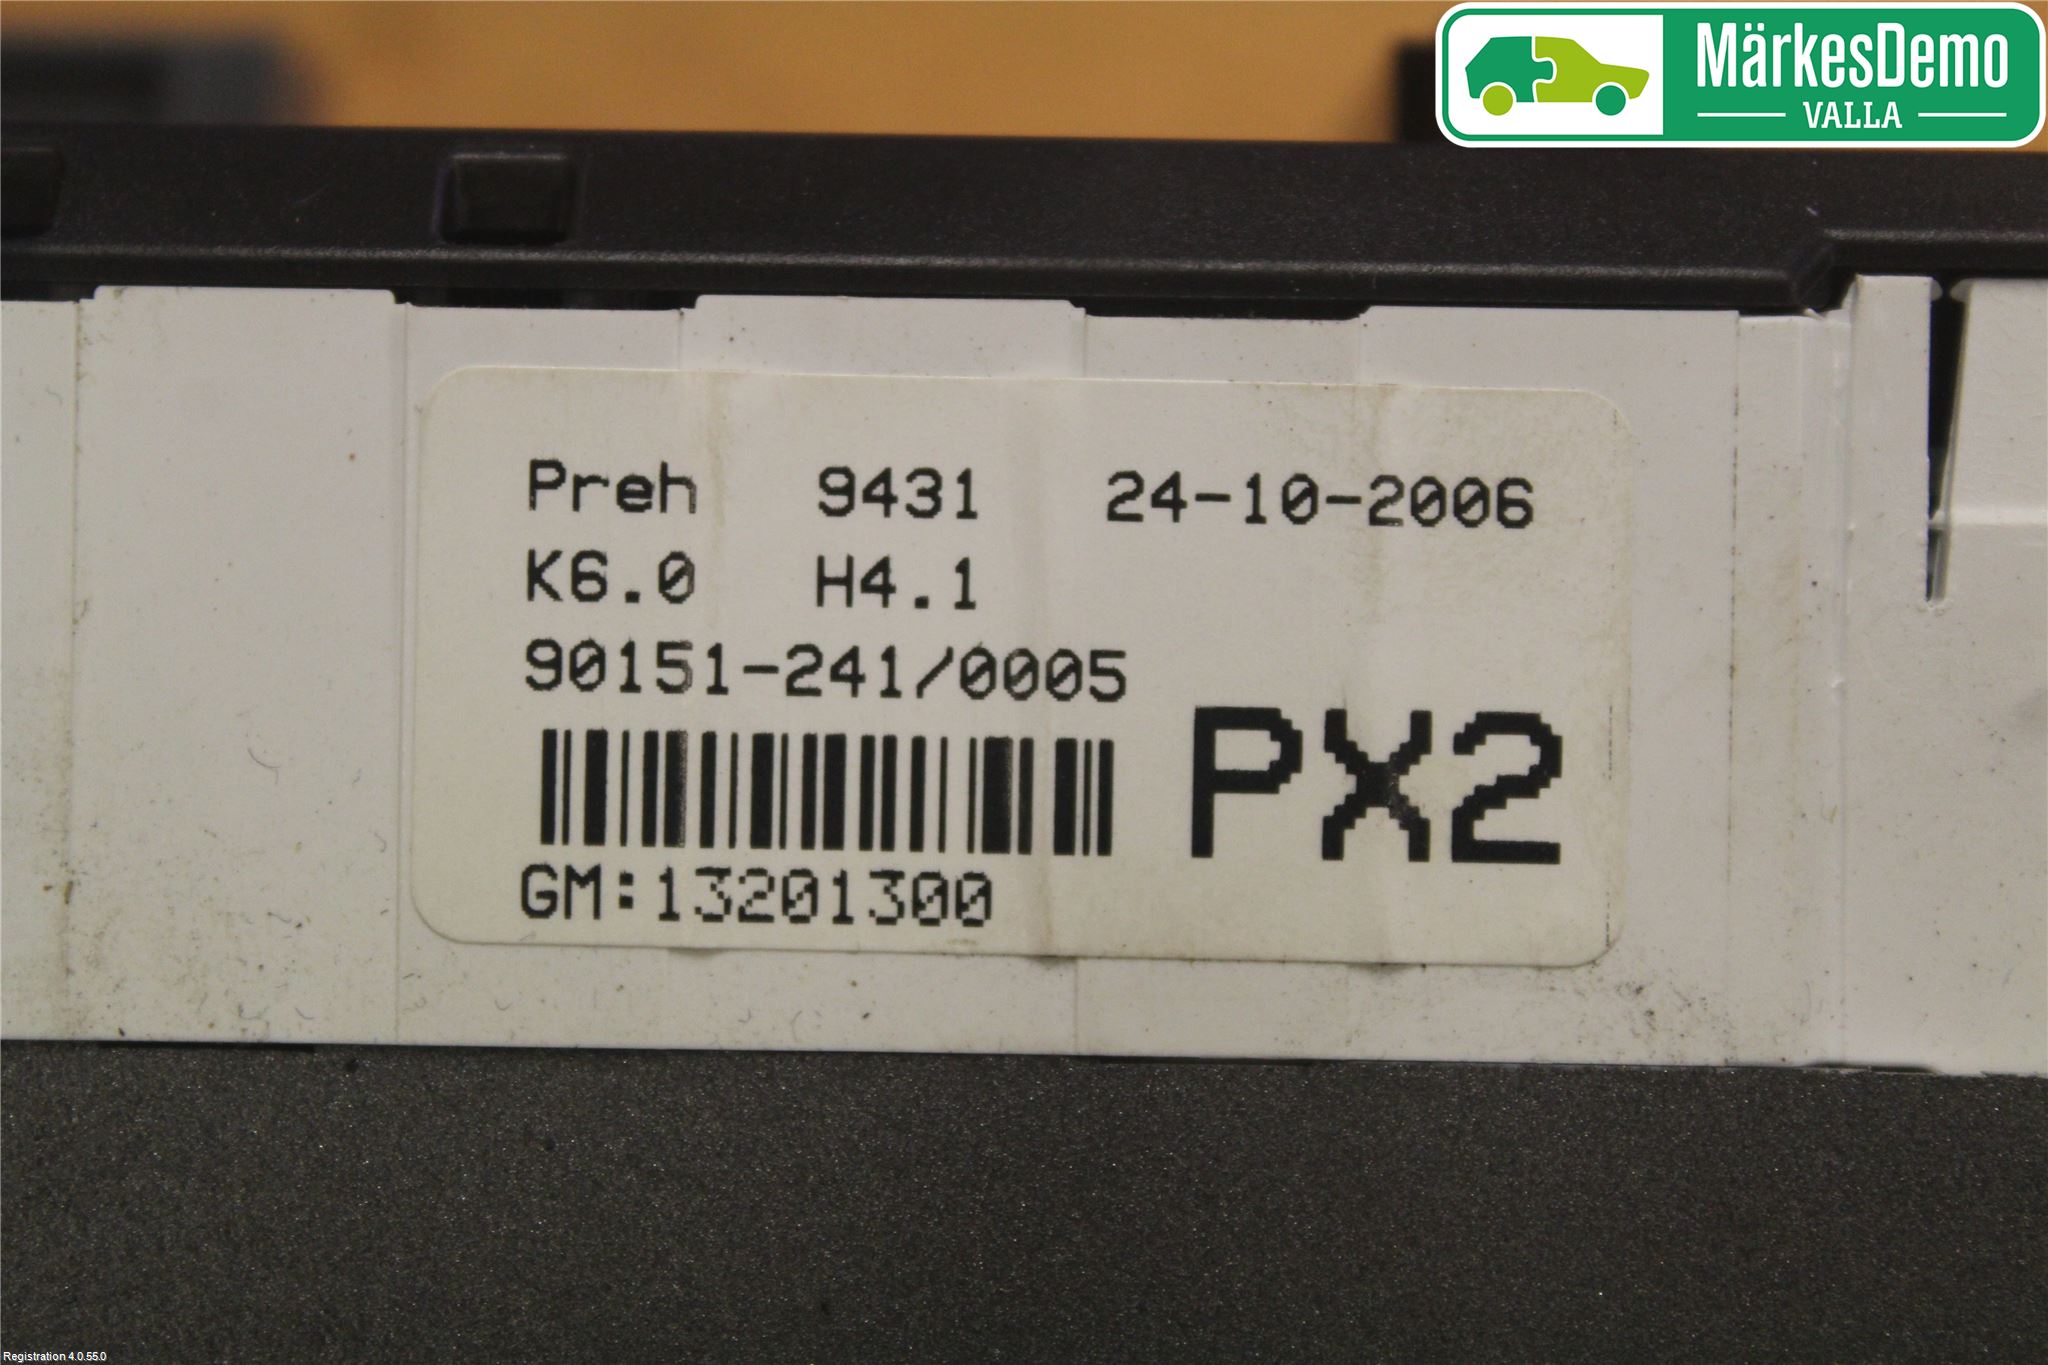 MärkesDemo
VALLA
Preh 9431 24-10-2006
K6.0 H4.1
90151-241/0005
PX2
GM:13201300
Registration 4.0.55.0